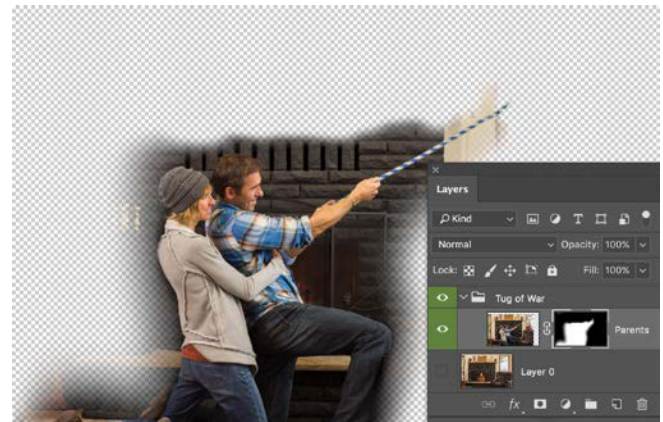 Layers
Kind
T
Normal
Opacity: 100%
Lock:
Fill: 100%
Tug of War
Parents
Layer 0
fx